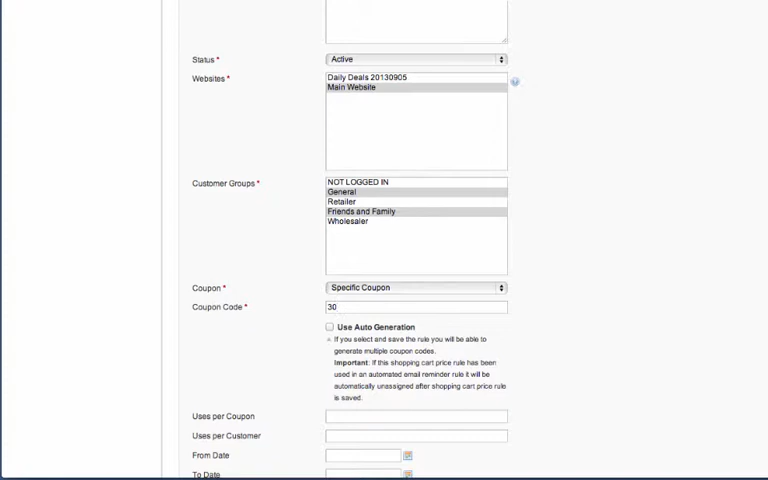 Status *
Active
Websites *
Daily Deals 20130905
Main Website
Customer Groups *
NOT LOGGED IN
General
Retailer
Friends and Family
Wholesaler
Coupon *
Specific Coupon
Coupon Code *
30
Use Auto Generation
If you select and save the rule you will be able to
generate multiple coupon codes.
Important: If this shopping cart price rule has been
used in an automated email reminder rule it will be
automatically unassigned after shopping cart price rule
is saved.
Uses per Coupon
Uses per Customer
From Date
To Date